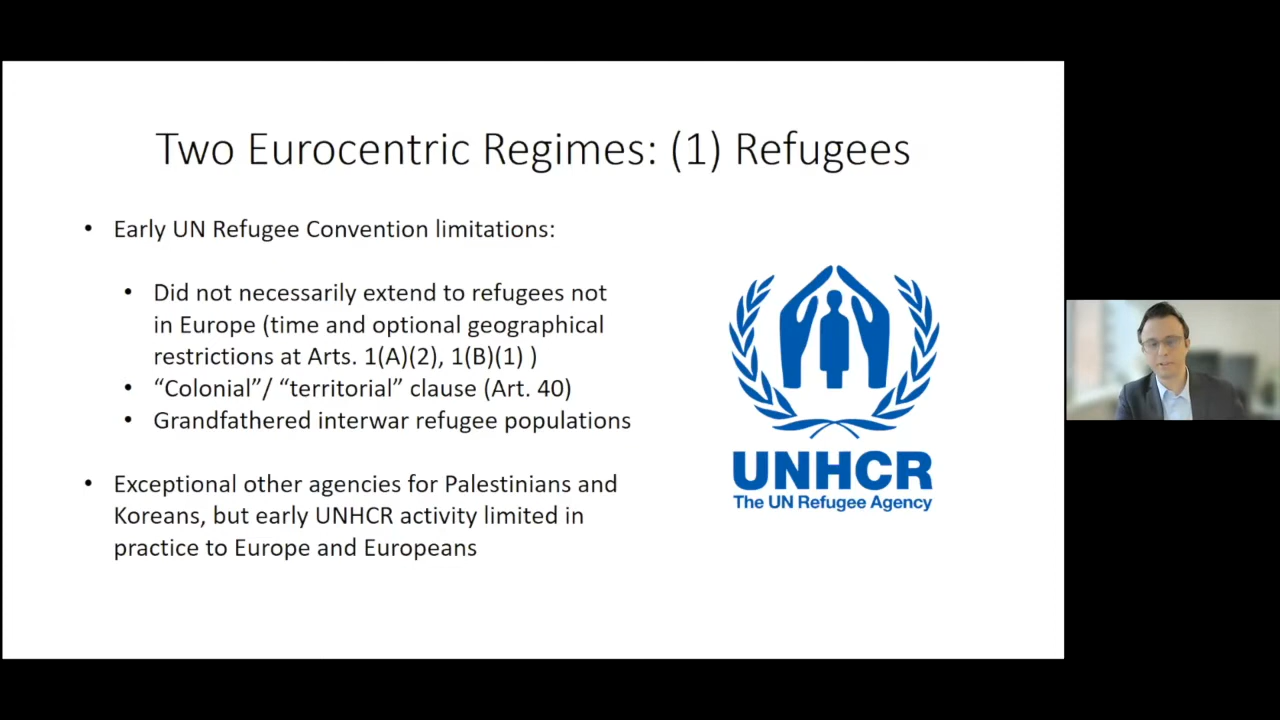 Two Eurocentric Regimes: (1) Refugees
• Early UN Refugee Convention limitations:
• Did not necessarily extend to refugees not
in Europe (time and optional geographical
restrictions at Arts. 1(A)(2), 1(B)(1) )
• “Colonial”/ “territorial” clause (Art. 40)
• Grandfathered interwar refugee populations
• Exceptional other agencies for Palestinians and
Koreans, but early UNHCR activity limited in
practice to Europe and Europeans
UNHCR
The UN Refugee Agency